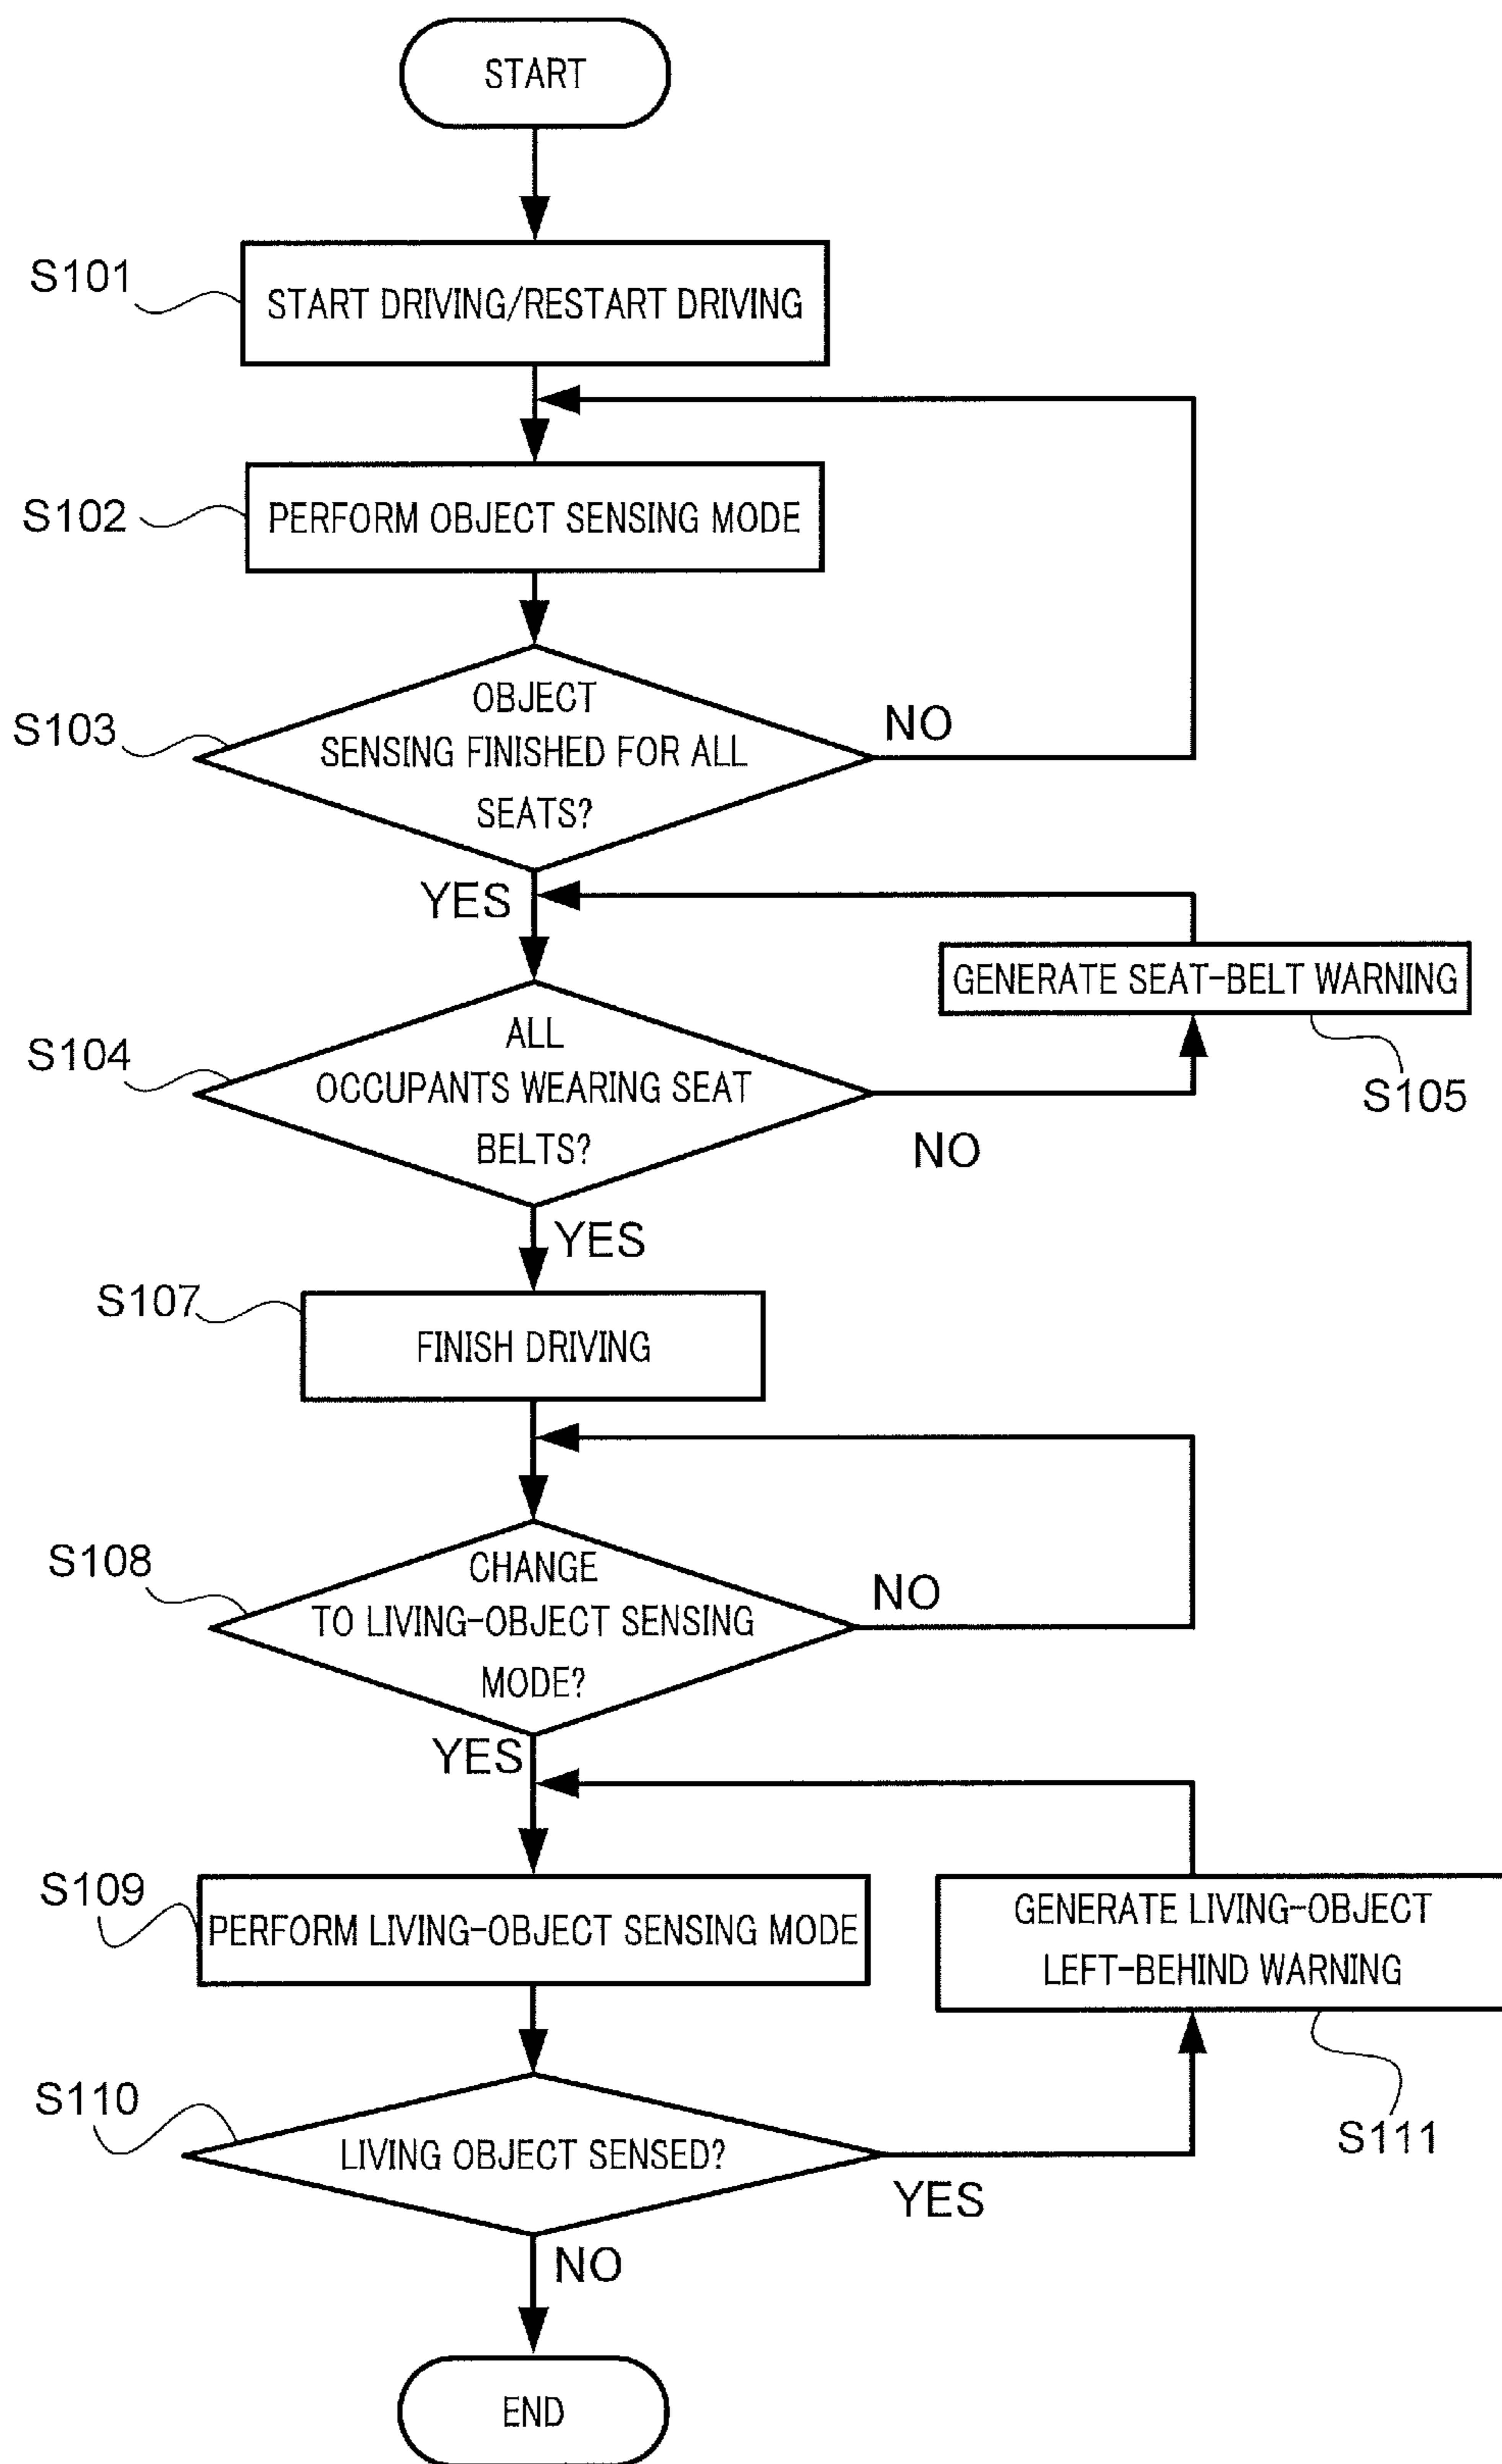 START
S101
START DRIVING/RESTART DRIVING
S102
PERFORM OBJECT SENSING MODE
S103
OBJECT
SENSING FINISHED FOR ALL
SEATS?
NO
YES
GENERATE SEAT-BELT WARNING
S105
S104
ALL
OCCUPANTS WEARING SEAT
BELTS?
NO
YES
S107
FINISH DRIVING
S108
CHANGE
TO LIVING-OBJECT SENSING
MODE?
NO
YES
S109
PERFORM LIVING-OBJECT SENSING MODE
GENERATE LIVING-OBJECT
LEFT-BEHIND WARNING
S111
S110
LIVING OBJECT SENSED?
YES
NO
END